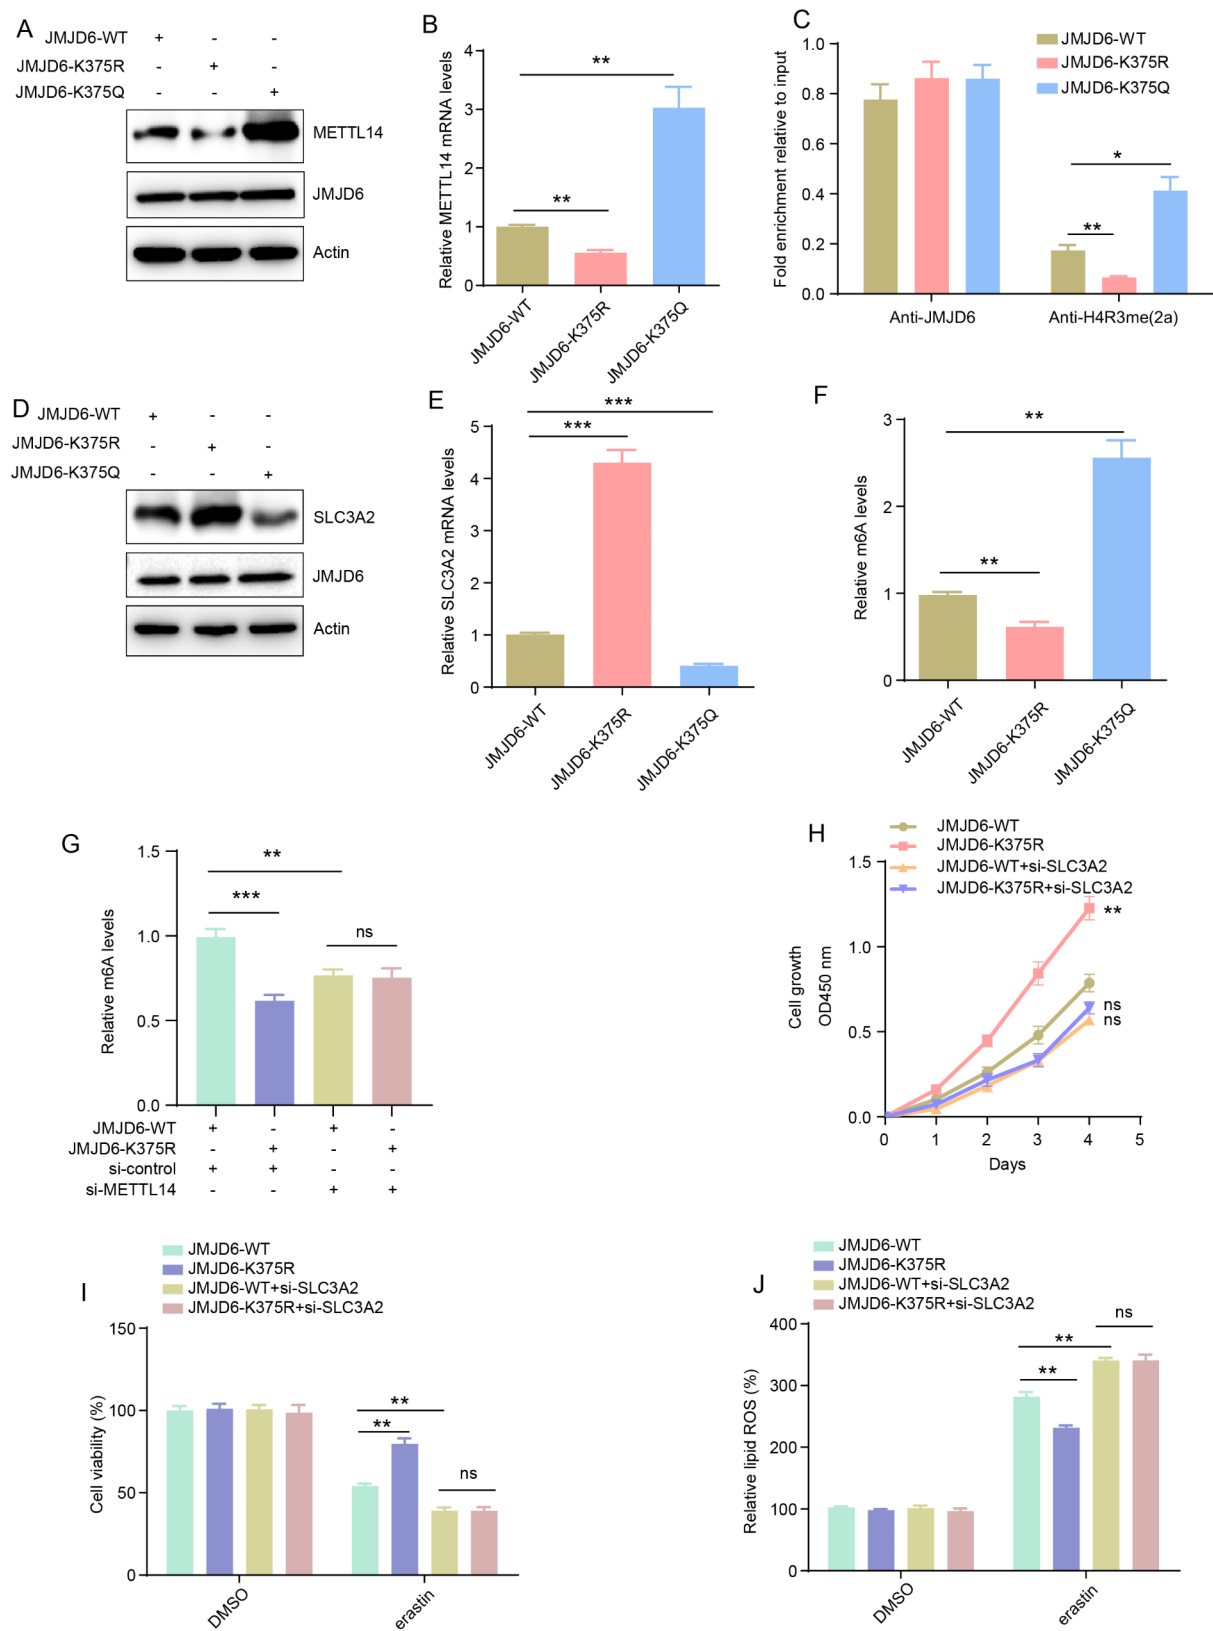 A
JMJD6-WT + - -
JMJD6-K375R - + -
JMJD6-K375Q - - +
METTL14
JMJD6
Actin
B
Relative METTL14 mRNA levels
4
3
2
1
0
**
**
JMJD6-WT
JMJD6-K375R
JMJD6-K375Q
C
JMJD6-WT
JMJD6-K375R
JMJD6-K375Q
Fold enrichment relative to input
1.0
0.8
0.6
0.4
0.2
0.0
*
**
Anti-JMJD6
Anti-H4R3me(2a)
D
JMJD6-WT + - -
JMJD6-K375R - + -
JMJD6-K375Q - - +
SLC3A2
JMJD6
Actin
E
Relative SLC3A2 mRNA levels
5
4
3
2
1
0
***
***
JMJD6-WT
JMJD6-K375R
JMJD6-K375Q
F
Relative m6A levels
3
2
1
0
**
**
JMJD6-WT
JMJD6-K375R
JMJD6-K375Q
G
Relative m6A levels
1.5
1.0
0.5
0.0
**
***
ns
JMJD6-WT + - + -
JMJD6-K375R - + - +
si-control + + - -
si-METTL14 - - + +
H
JMJD6-WT
JMJD6-K375R
JMJD6-WT+si-SLC3A2
JMJD6-K375R+si-SLC3A2
Cell growth
OD450 nm
1.5
1.0
0.5
0.0
**
ns
ns
0 1 2 3 4 5
Days
I
JMJD6-WT
JMJD6-K375R
JMJD6-WT+si-SLC3A2
JMJD6-K375R+si-SLC3A2
Cell viability (%)
150
100
50
0
**
**
ns
DMSO
erastin
J
JMJD6-WT
JMJD6-K375R
JMJD6-WT+si-SLC3A2
JMJD6-K375R+si-SLC3A2
Relative lipid ROS (%)
400
300
200
100
0
ns
**
**
DMSO
erastin